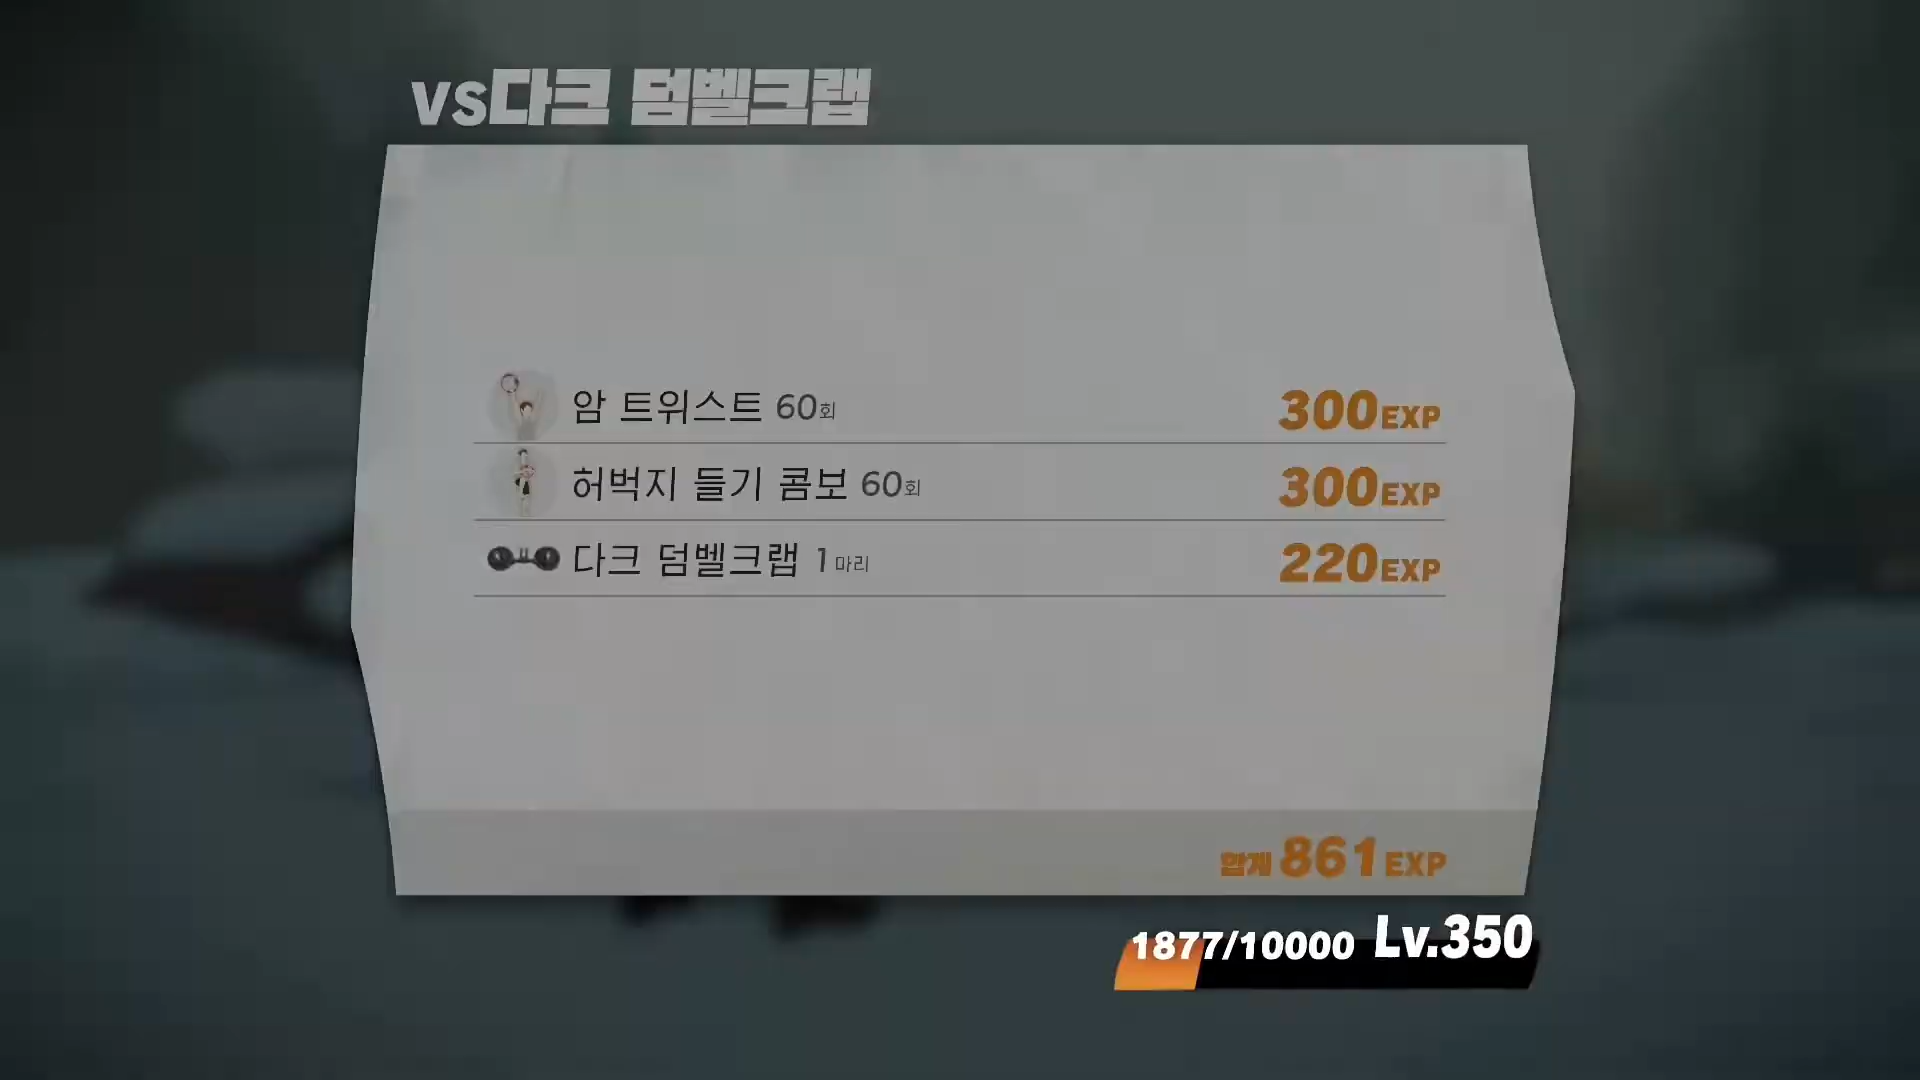 vs다크 덤벨크랩
암 트위스트 60회 300EXP
허벅지 들기 콤보 60회 300EXP
다크 덤벨크랩 1마리 220EXP
합계 861EXP
1877/10000 Lv.350